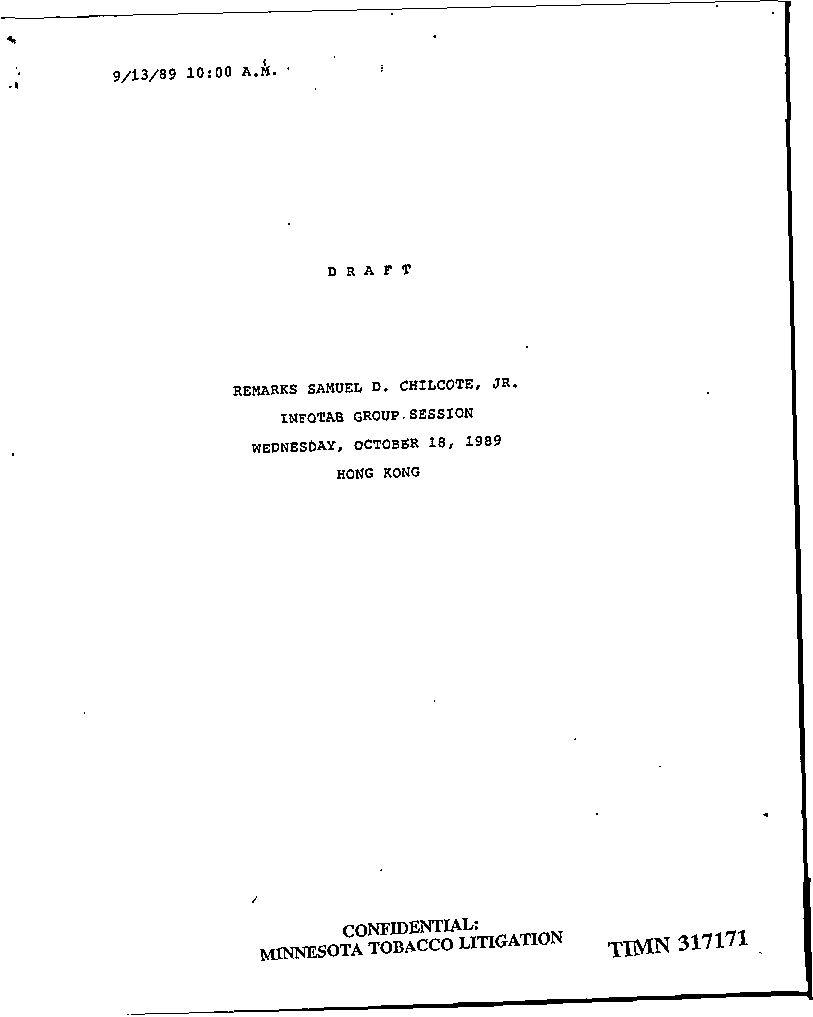 9/13/89 10:00 A.M.
D R A F T
REMARKS SAMUEL D. CHILCOTE, JR.
INFOTAB GROUP SESSION
WEDNESDAY, OCTOBER 18, 1989
HONG KONG
CONFIDENTIAL:
MINNESOTA TOBACCO LITIGATION
TIMN 317171